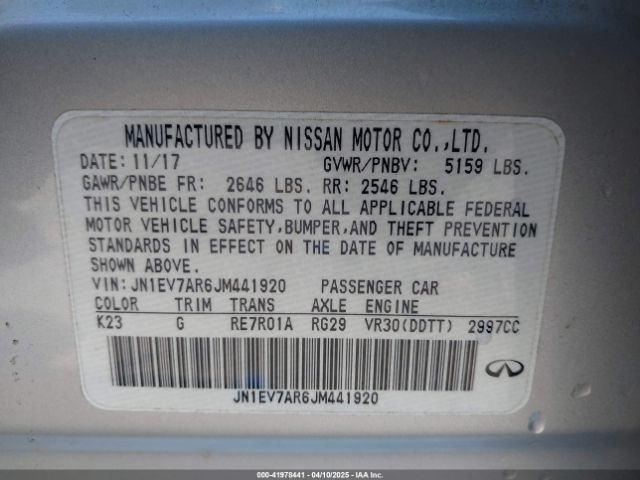 MANUFACTURED BY NISSAN MOTOR CO.,LTD.
DATE: 11/17 GVWR/PNBV: 5159 LBS.
GAWR/PNBE FR: 2646 LBS. RR: 2546 LBS.
THIS VEHICLE CONFORMS TO ALL APPLICABLE FEDERAL
MOTOR VEHICLE SAFETY,BUMPER,AND THEFT PREVENTION
STANDARDS IN EFFECT ON THE DATE OF MANUFACTURE
SHOWN ABOVE.
VIN: JN1EV7AR6JM441920 PASSENGER CAR
COLOR TRIM TRANS AXLE ENGINE
K23 G RE7R01A RG29 VR30(DDTT) 2997CC
JN1EV7AR6JM441920
INFINITI
000-41978441 - 04/10/2025 - IAA Inc.